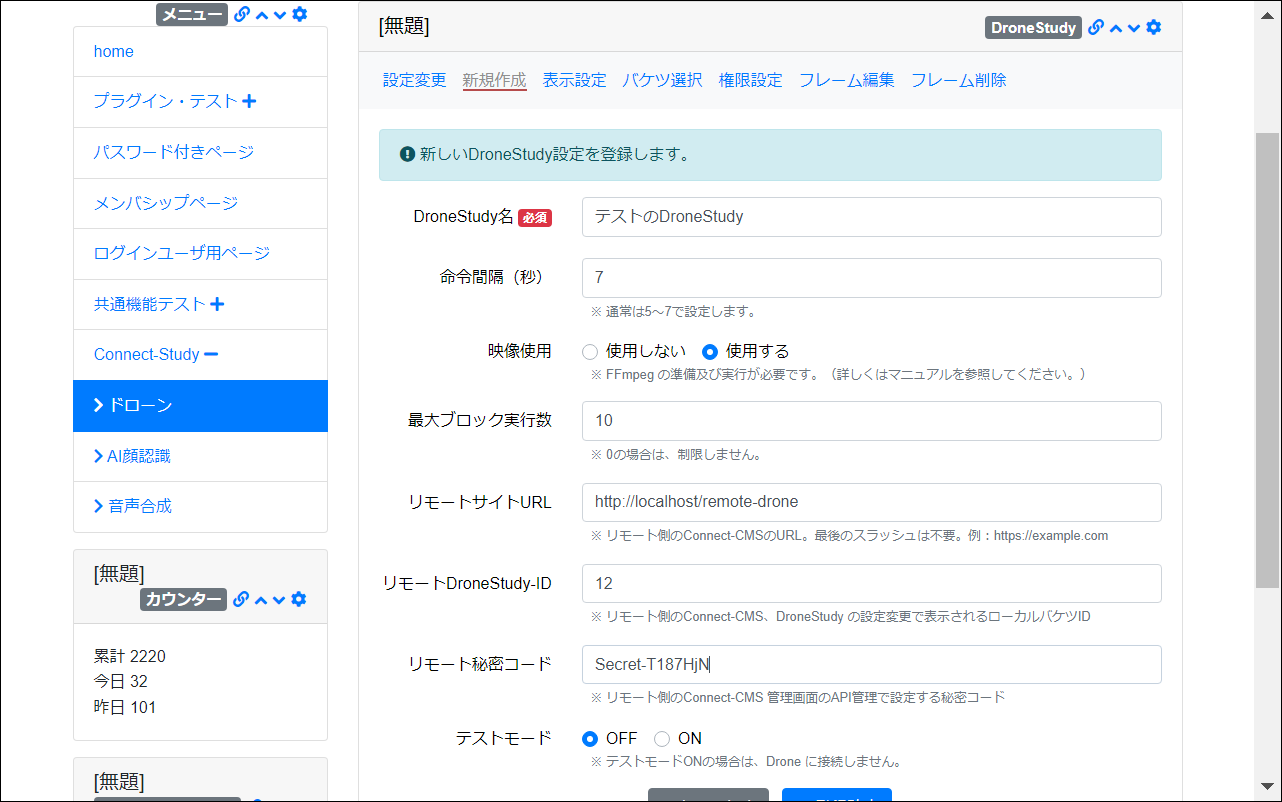 メニュー
home
プラグイン・テスト
パスワード付きページ
メンバシップページ
ログインユーザ用ページ
共通機能テスト
Connect-Study
ドローン
AI顔認識
音声合成
[無題]
カウンター
累計 2220
今日 32
昨日 101
[無題]
[無題]
DroneStudy
設定変更 新規作成 表示設定 バケツ選択 権限設定 フレーム編集 フレーム削除
新しいDroneStudy設定を登録します。
DroneStudy名 必須 テストのDroneStudy
命令間隔（秒） 7
※ 通常は5～7で設定します。
映像使用 使用しない 使用する
※ FFmpeg の準備及び実行が必要です。（詳しくはマニュアルを参照してください。）
最大ブロック実行数 10
※ 0の場合は、制限しません。
リモートサイトURL http://localhost/remote-drone
※ リモート側のConnect-CMSのURL。最後のスラッシュは不要。例：https://example.com
リモートDroneStudy-ID 12
※ リモート側のConnect-CMS、DroneStudy の設定変更で表示されるローカルバケツID
リモート秘密コード Secret-T187HjN
※ リモート側のConnect-CMS 管理画面のAPI管理で設定する秘密コード
テストモード OFF ON
※ テストモードONの場合は、Drone に接続しません。